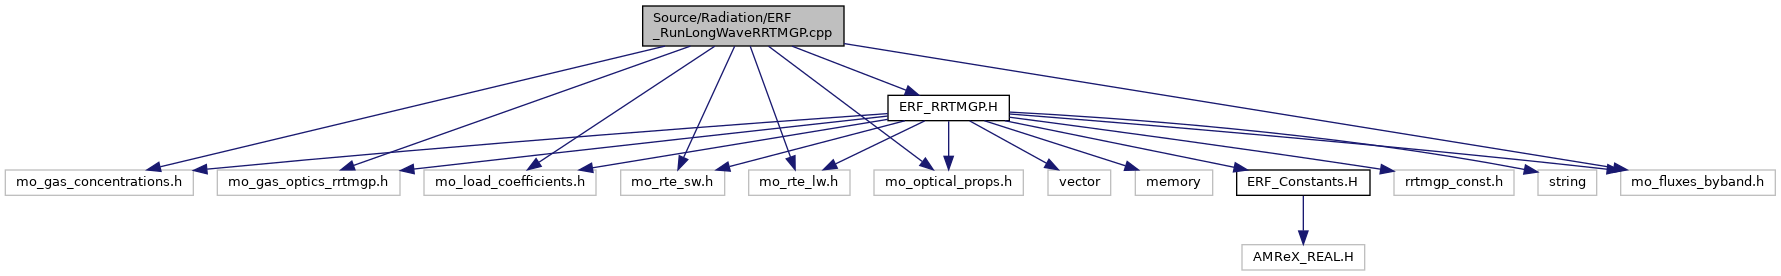 Source/Radiation/ERF
_RunLongWaveRRTMGP.cpp
ERF_RRTMGP.H
mo_gas_concentrations.h
mo_gas_optics_rrtmgp.h
mo_load_coefficients.h
mo_rte_sw.h
mo_rte_lw.h
mo_optical_props.h
vector
memory
ERF_Constants.H
rrtmgp_const.h
string
mo_fluxes_byband.h
AMReX_REAL.H